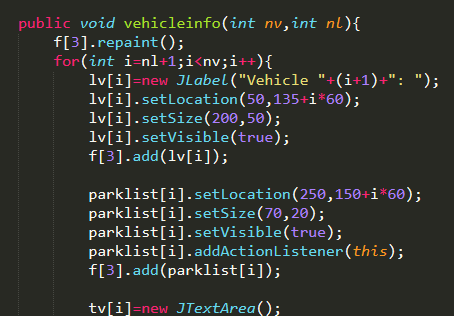 public void vehicleinfo(int nv,int nl){
f[3].repaint();
for(int i=nl+1;i<nv;i++){
lv[i]=new JLabel("Vehicle "+(i+1)+": ");
lv[i].setLocation(50,135+i*60);
lv[i].setSize(200,50);
lv[i].setVisible(true);
f[3].add(lv[i]);
parklist[i].setLocation(250,150+i*60);
parklist[i].setSize(70,20);
parklist[i].setVisible(true);
parklist[i].addActionListener(this);
f[3].add(parklist[i]);
tv[i]=new JTextArea();